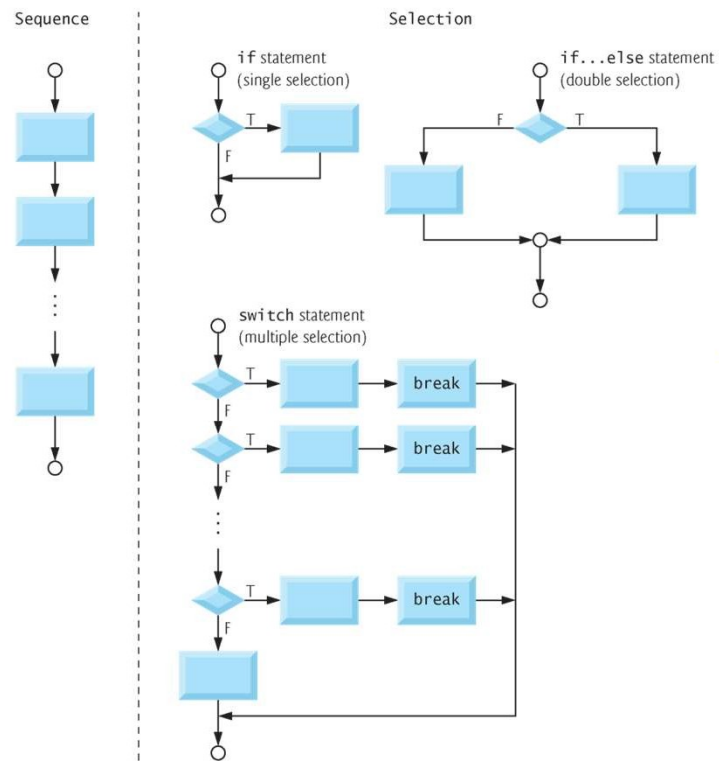 Sequence
Selection
if statement
(single selection)
T
F
if...else statement
(double selection)
F
T
switch statement
(multiple selection)
T
break
F
T
break
F
T
break
F